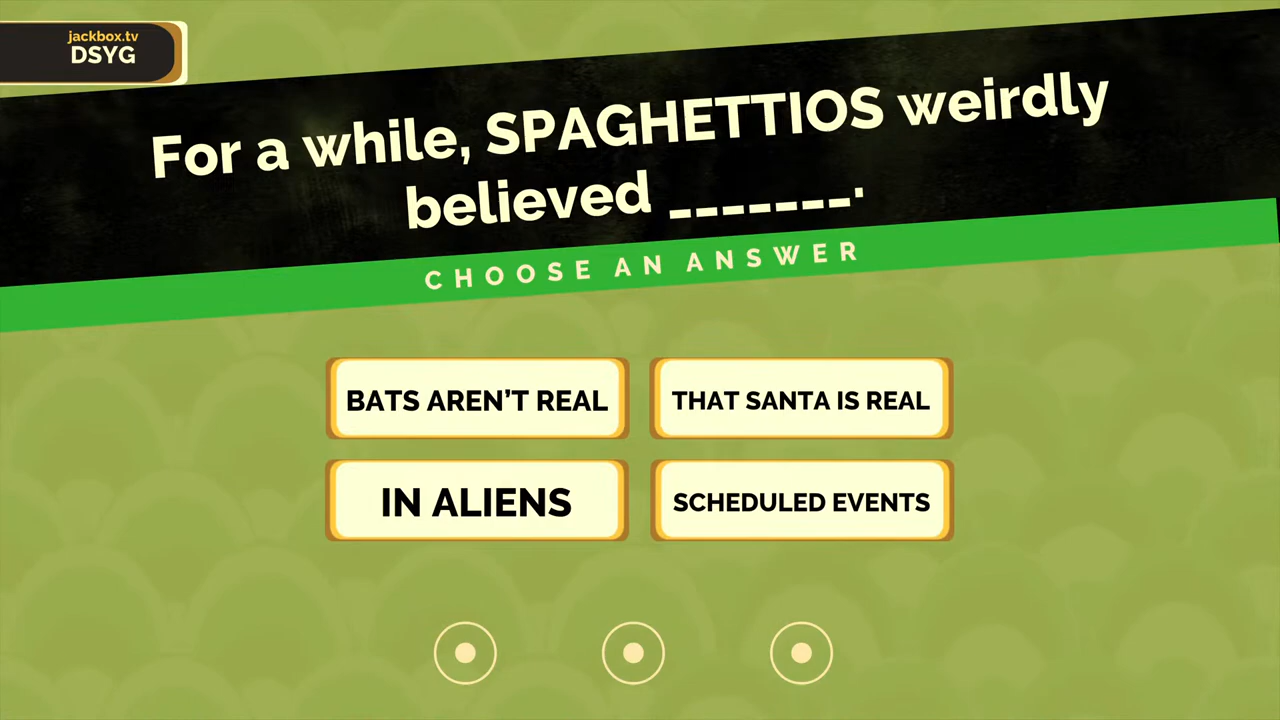 jackbox.tv
DSYG
For a while, SPAGHETTIOS weirdly
believed _______.
CHOOSE AN ANSWER
BATS AREN’T REAL
THAT SANTA IS REAL
IN ALIENS
SCHEDULED EVENTS